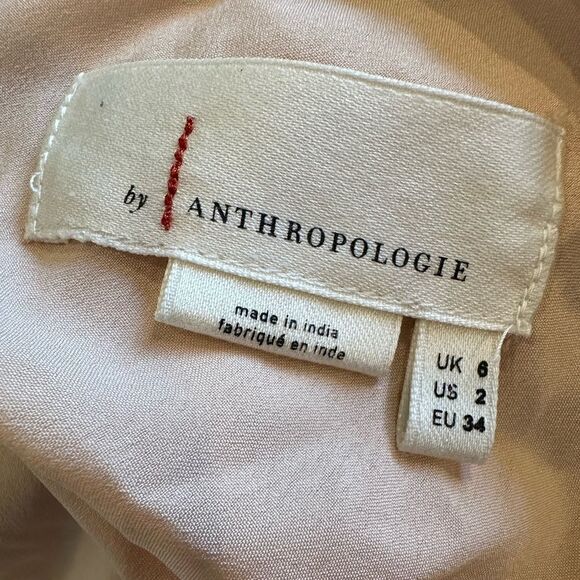 by ANTHROPOLOGIE
made in india
fabriqué en inde
UK 6
US 2
EU 34